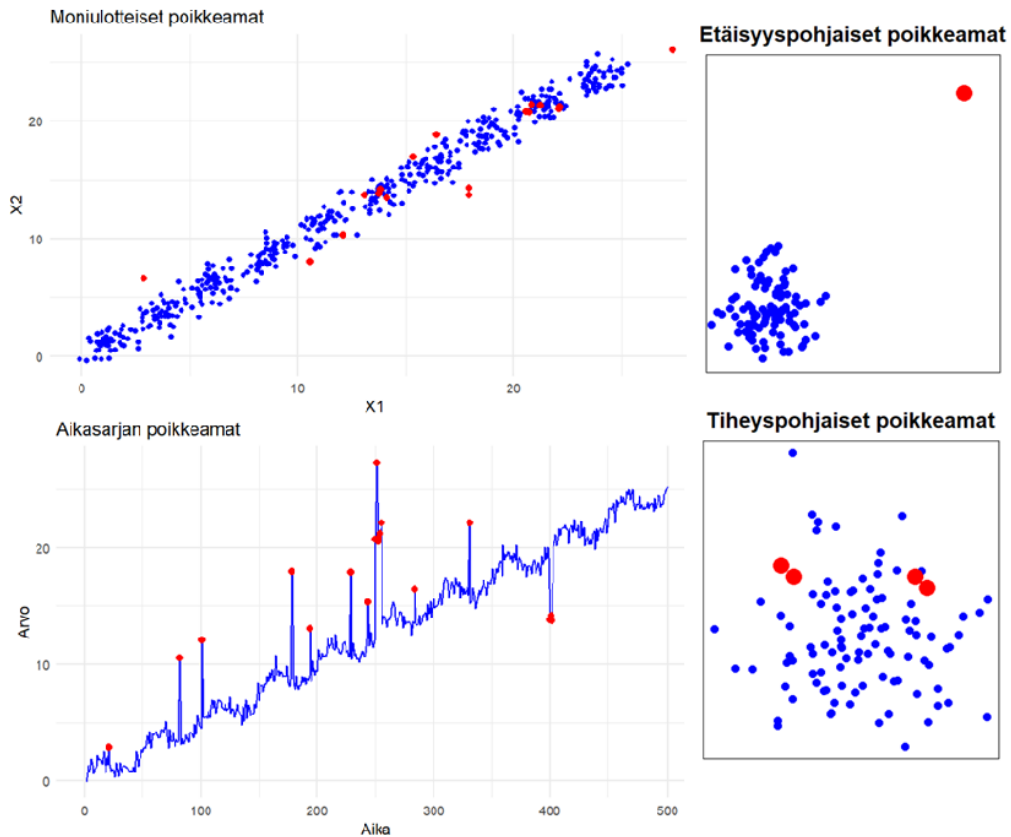 Moniulotteiset poikkeamat
X2
20
10
0
0
10
20
X1
Etäisyyspohjaiset poikkeamat
Aikasarjan poikkeamat
Arvo
20
10
0
0
100
200
300
400
500
Aika
Tiheyspohjaiset poikkeamat